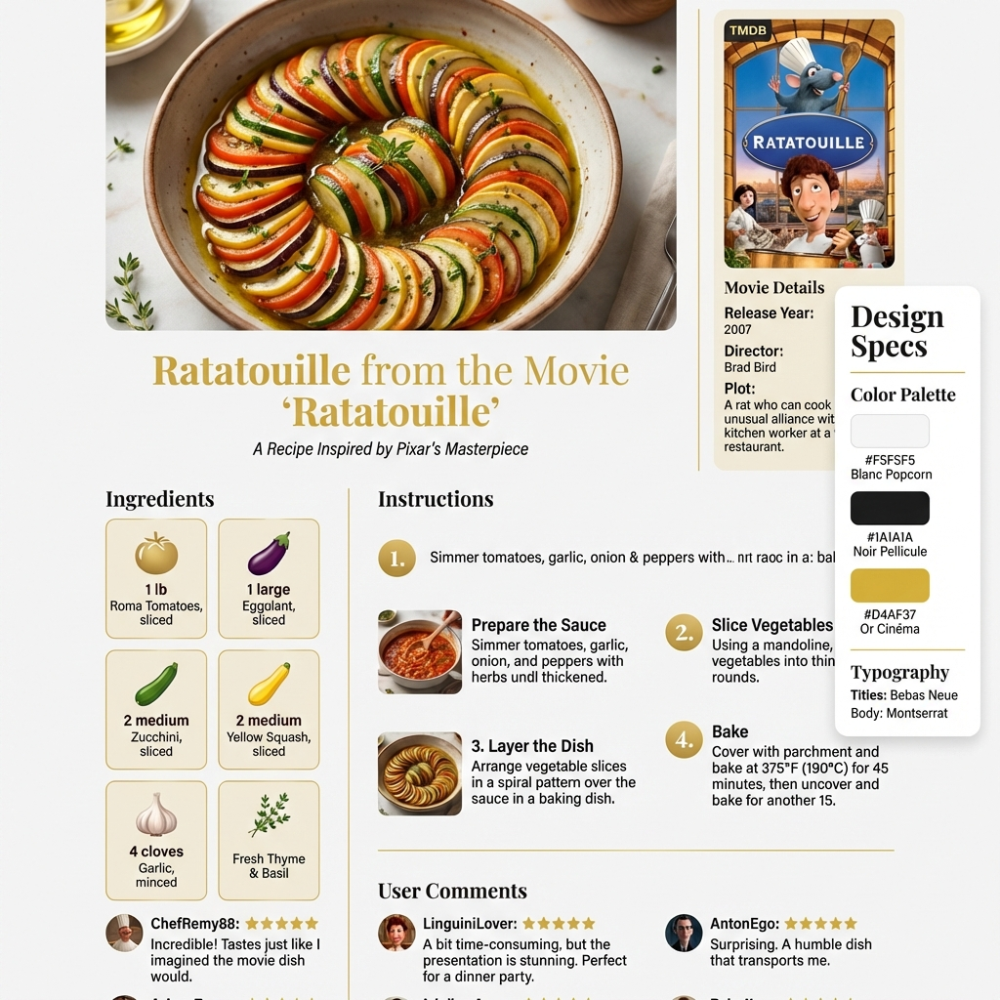 TMDB
RATATOUILLE
Ratatouille from the Movie
‘Ratatouille’
A Recipe Inspired by Pixar's Masterpiece
Movie Details
Release Year:
2007
Director:
Brad Bird
Plot:
A rat who can cook
unusual alliance wit
kitchen worker at a
restaurant.
Design
Specs
Color Palette
#FSFSF5
Blanc Popcorn
#1A1A1A
Noir Pellicule
#D4AF37
Or Cinéma
Typography
Tities: Bebas Neue
Body: Montserrat
Ingredients
1 lb
Roma Tomatoes,
sliced
1 large
Eggulant,
sliced
2 medium
Zucchini,
sliced
2 medium
Yellow Squash,
sliced
4 cloves
Garlic,
minced
Fresh Thyme
& Basil
Instructions
1.
Simmer tomatoes, garlic, onion & peppers with
Prepare the Sauce
Simmer tomatoes, garlic,
onion, and peppers with
herbs undl thickened.
2.
Slice Vegetables
Using a mandoline,
vegetables into thin
rounds.
3. Layer the Dish
Arrange vegetable slices
in a spiral pattern over the
sauce in a baking dish.
4.
Bake
Cover with parchment and
bake at 375°F (190°C) for 45
minutes, then uncover and
bake for another 15.
User Comments
ChefRemy88: ★★★★★
Incredible! Tastes just like I
imagined the movie dish
would.
LinguiniLover: ★★★★★
A bit time-consuming, but the
presentation is stunning. Perfect
for a dinner party.
AntonEgo: ★★★★★
Surprising. A humble dish
that transports me.